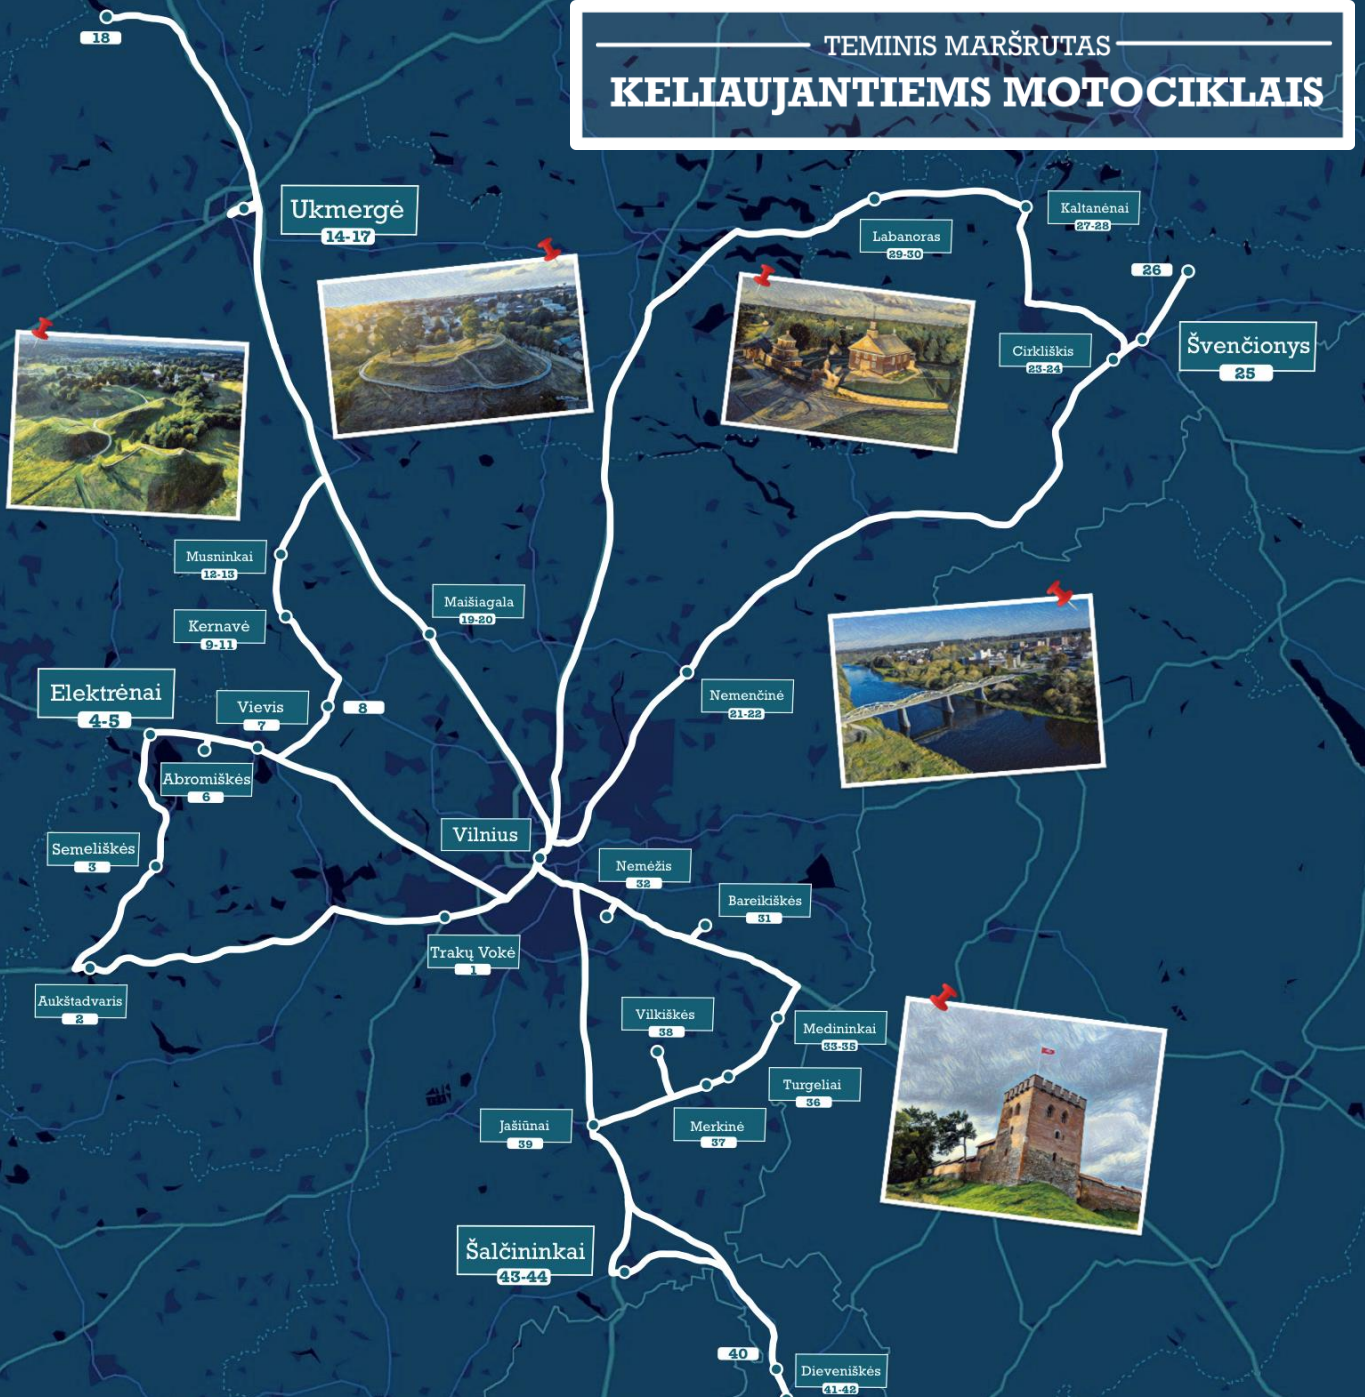 TEMINIS MARŠRUTAS
KELIAUJANTIEMS MOTOCIKLAIS
18
Ukmergė
14-17
Labanoras
29-30
Kaltanėnai
27-28
26
Cirkliškis
23-24
Švenčionys
25
Musninkai
12-13
Kernavė
9-11
Maišiagala
19-20
Elektrėnai
4-5
Vievis
7
8
Nemenčinė
21-22
Abromiškės
6
Semeliškės
3
Vilnius
Nemėžis
32
Bareikiškės
31
Trakų Vokė
1
Aukštadvaris
2
Vilkiškės
38
Medininkai
33-35
Turgeliai
36
Jašiūnai
39
Merkinė
37
Šalčininkai
43-44
40
Dieveniškės
41-42